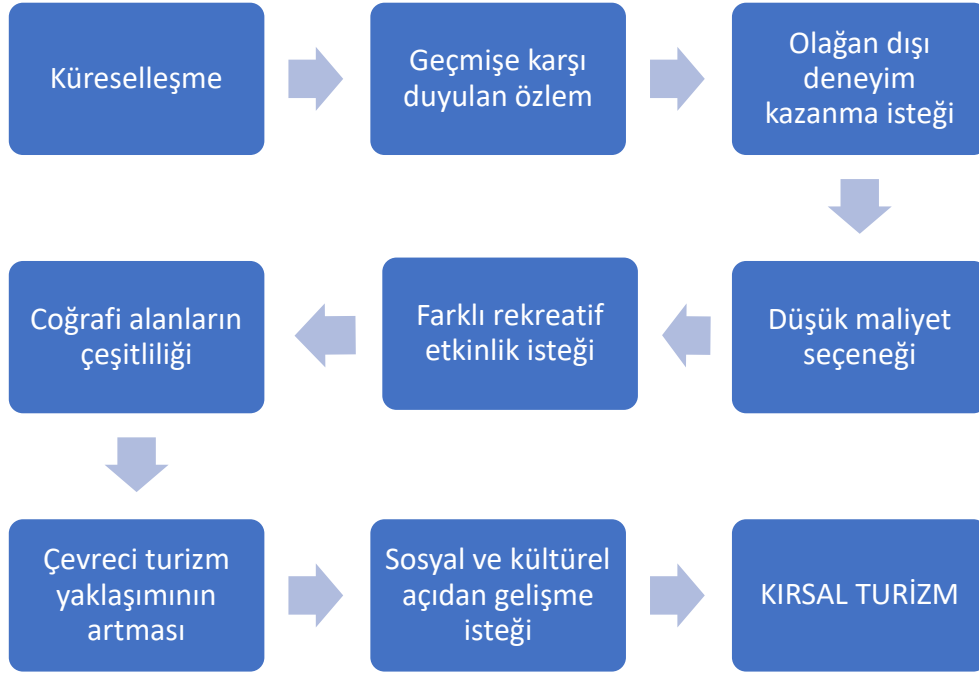 Küreselleşme
Geçmişe karşı
duyulan özlem
Olağan dışı
deneyim
kazanma isteği
Düşük maliyet
seçeneği
Farklı rekreatif
etkinlik isteği
Coğrafi alanların
çeşitliliği
Çevreci turizm
yaklaşımının
artması
Sosyal ve kültürel
açıdan gelişme
isteği
KIRSAL TURİZM